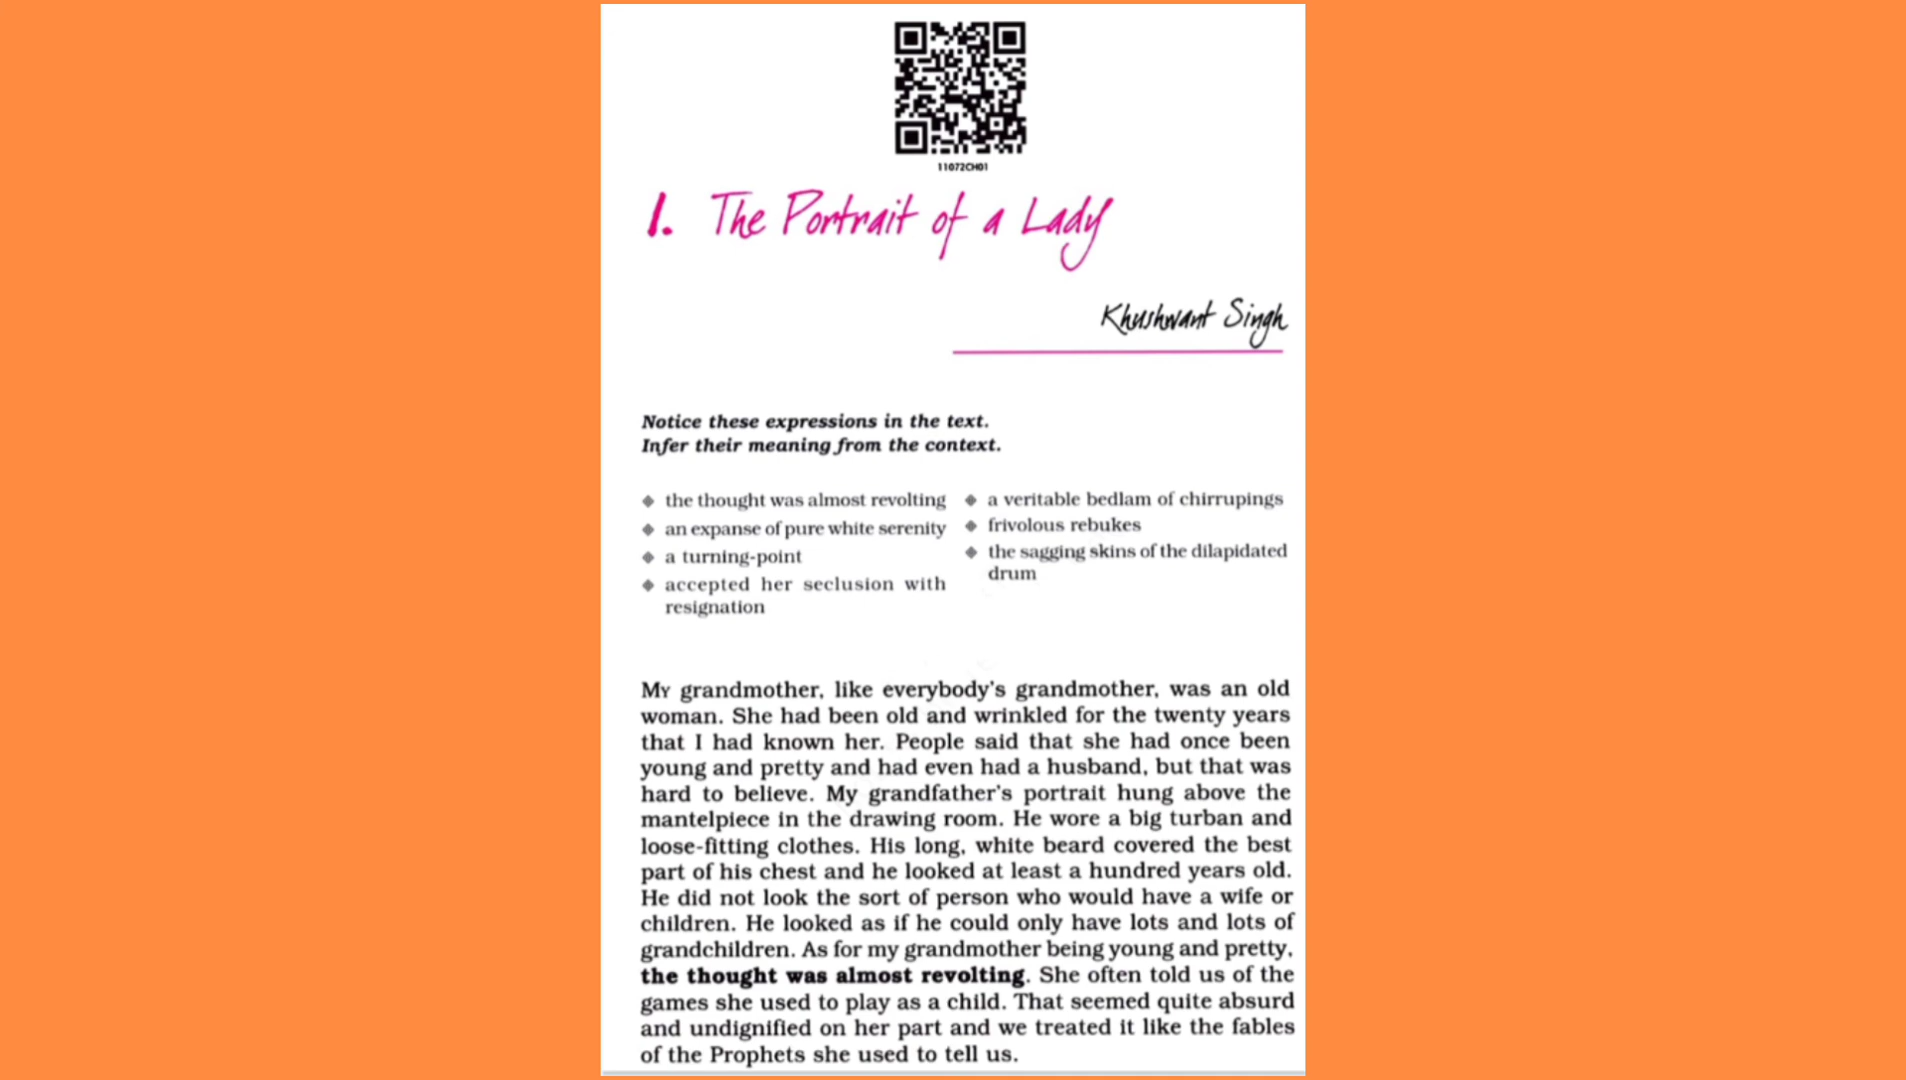 11072CH01
1. The Portrait of a Lady
Khushwant Singh
Notice these expressions in the text.
Infer their meaning from the context.
◆ the thought was almost revolting
◆ an expanse of pure white serenity
◆ a turning-point
◆ accepted her seclusion with
resignation
◆ a veritable bedlam of chirrupings
◆ frivolous rebukes
◆ the sagging skins of the dilapidated
drum
MY grandmother, like everybody's grandmother, was an old
woman. She had been old and wrinkled for the twenty years
that I had known her. People said that she had once been
young and pretty and had even had a husband, but that was
hard to believe. My grandfather's portrait hung above the
mantelpiece in the drawing room. He wore a big turban and
loose-fitting clothes. His long, white beard covered the best
part of his chest and he looked at least a hundred years old.
He did not look the sort of person who would have a wife or
children. He looked as if he could only have lots and lots of
grandchildren. As for my grandmother being young and pretty,
the thought was almost revolting. She often told us of the
games she used to play as a child. That seemed quite absurd
and undignified on her part and we treated it like the fables
of the Prophets she used to tell us.